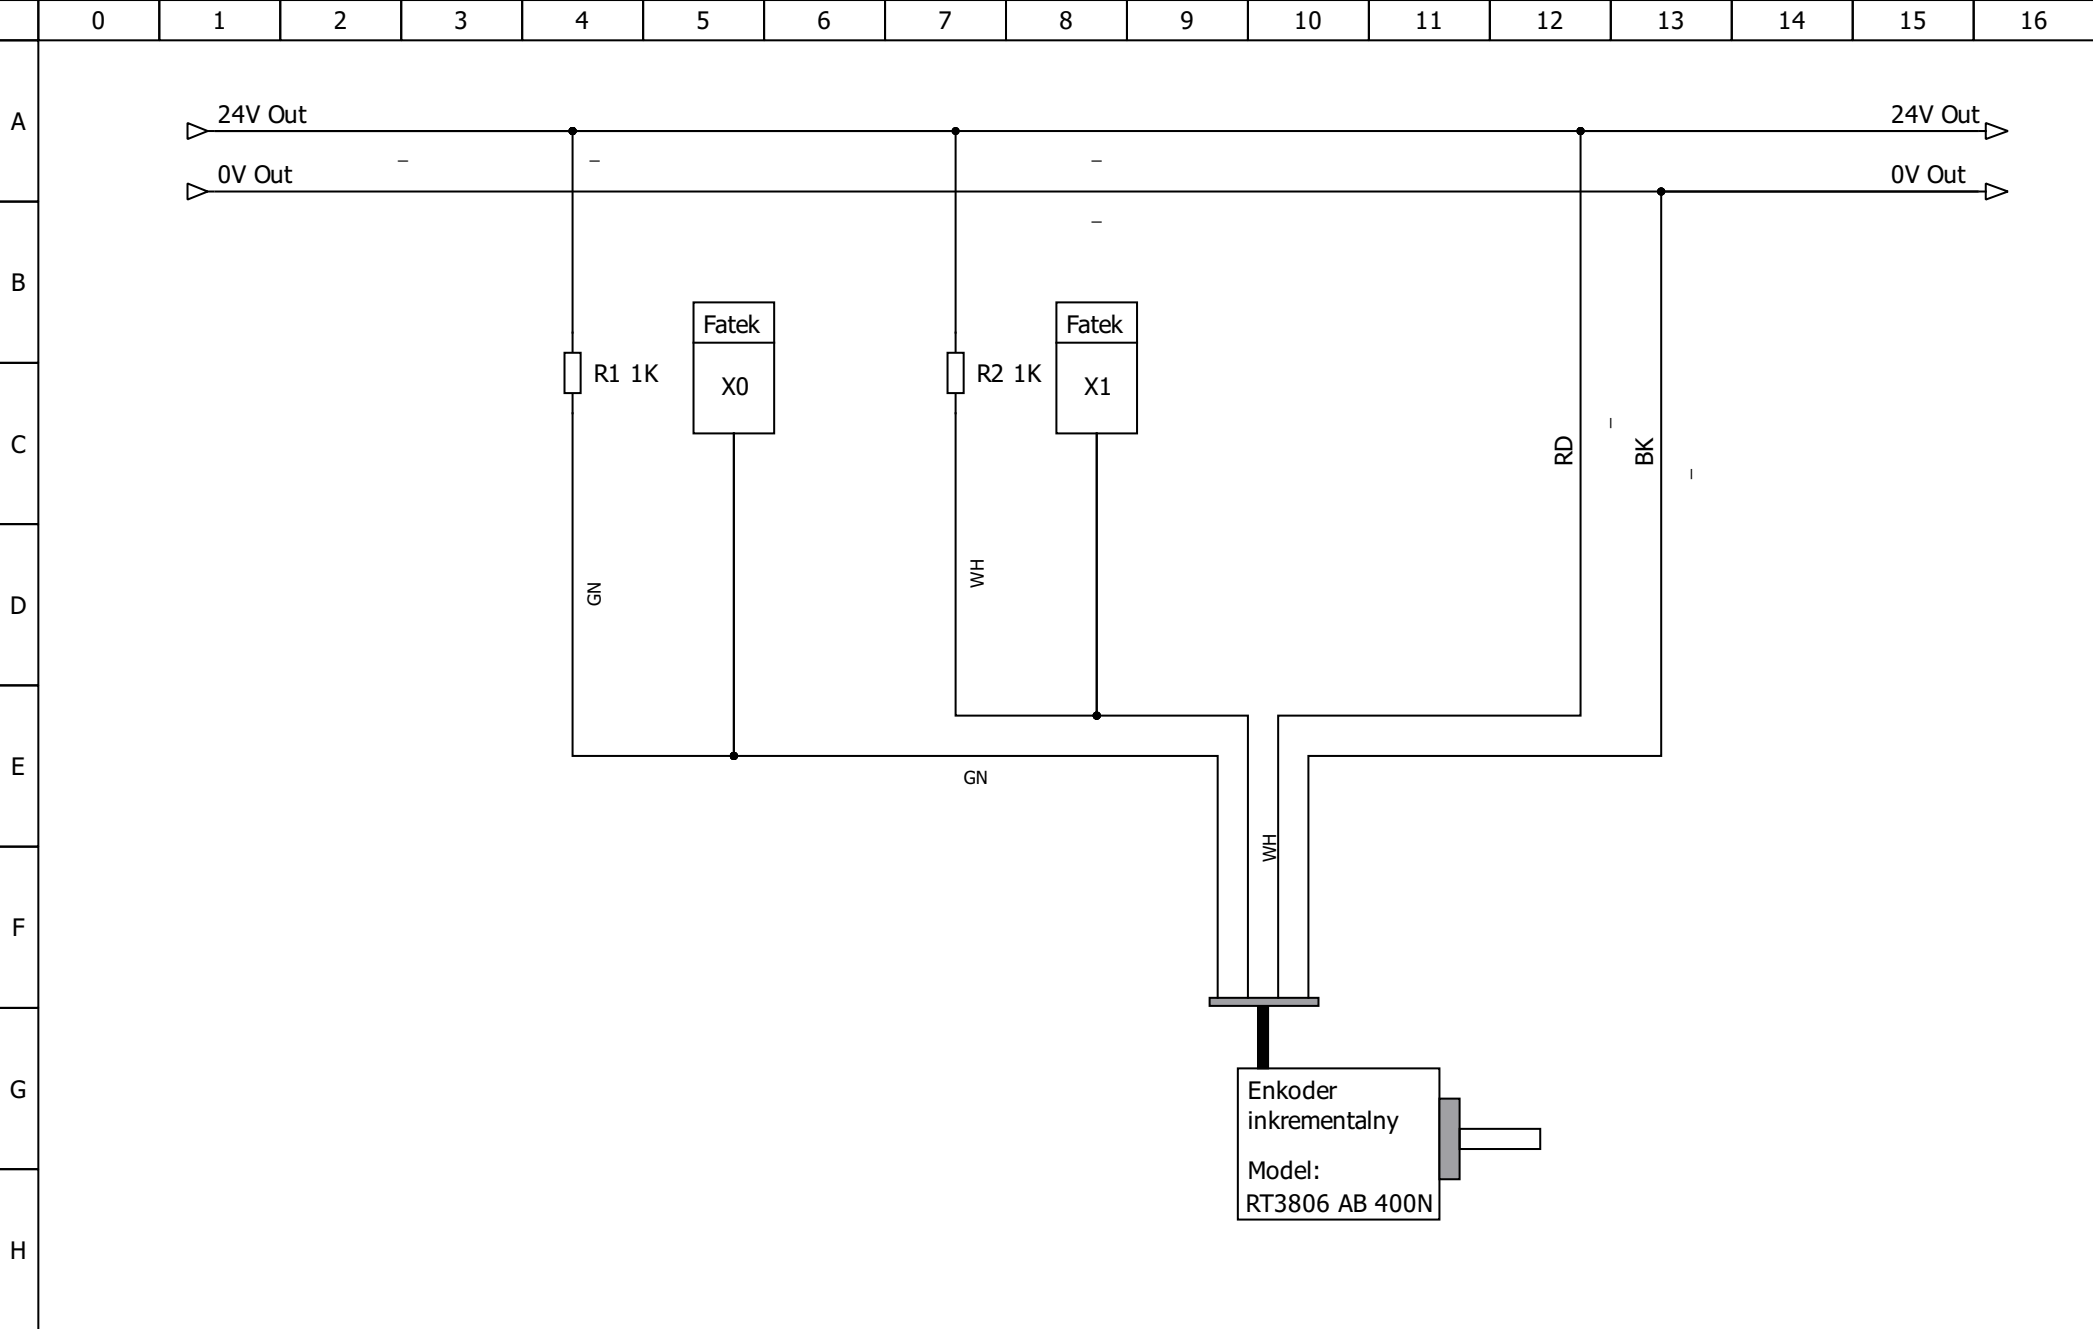 0 1 2 3 4 5 6 7 8 9 10 11 12 13 14 15 16
A
24V Out
24V Out
0V Out
0V Out
B
Fatek
Fatek
R1 1K
X0
R2 1K
X1
C
RD
BK
D
GN
WH
E
GN
WH
F
G
Enkoder
inkrementalny
Model:
RT3806 AB 400N
H